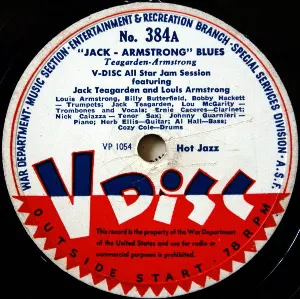 WAR DEPARTMENT · MUSIC SECTION · ENTERTAINMENT & RECREATION BRANCH · SPECIAL SERVICES DIVISION · A.S.F.
No. 384A
"JACK - ARMSTRONG" BLUES
Teagarden-Armstrong
V-DISC All Star Jam Session
featuring
Jack Teagarden and Louis Armstrong
Louis Armstrong, Billy Butterfield, Bobby Hackett
—Trumpets; Jack Teagarden, Lou McGarity —
Trombones and Vocals; Ernie Caceres—Clarinet;
Nick Caiazza — Tenor Sax; Johnny Guarnieri —
Piano; Herb Ellis—Guitar; Al Hall—Bass;
Cozy Cole—Drums
VP 1054
Hot Jazz
V Disc
This record is the property of the War Department
of the United States and use for radio or
commercial purposes is prohibited.
OUTSIDE START · 78 RPM